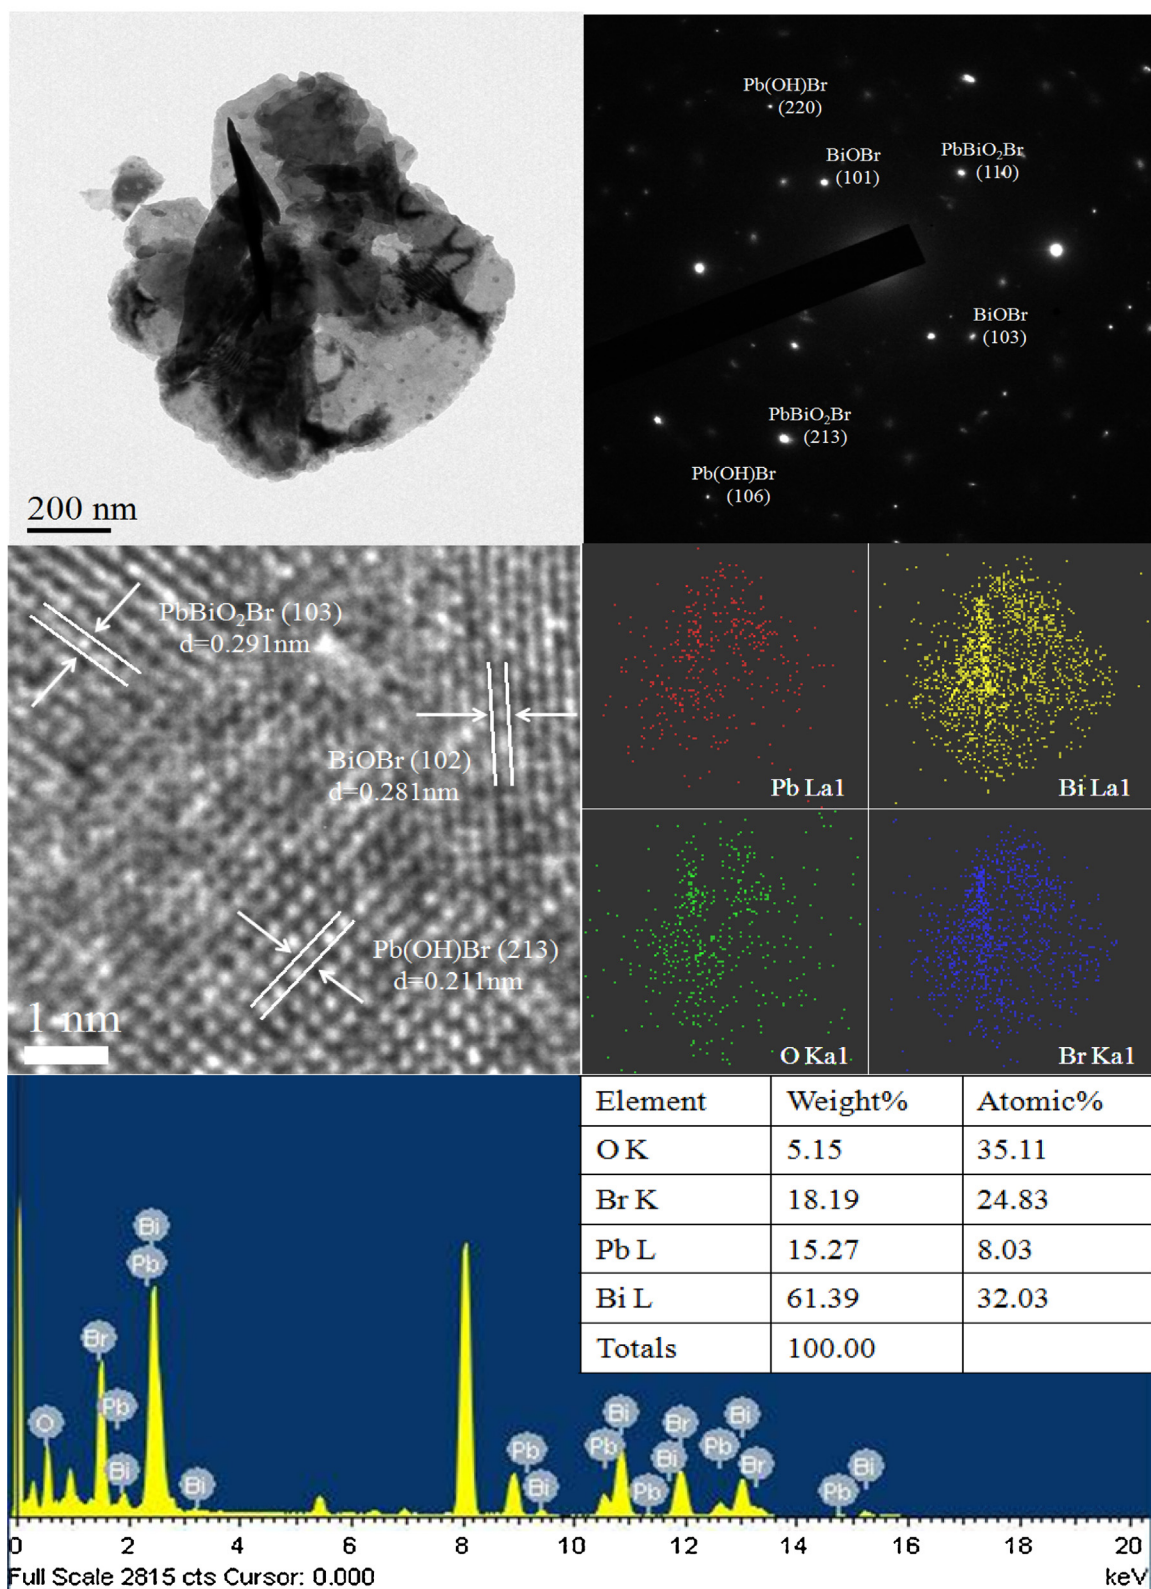 200 nm
Pb(OH)Br
(220)
BiOBr
(101)
PbBiO₂Br
(110)
BiOBr
(103)
PbBiO₂Br
(213)
Pb(OH)Br
(106)
PbBiO₂Br (103)
d=0.291nm
BiOBr (102)
d=0.281nm
Pb(OH)Br (213)
d=0.211nm
1 nm
Pb La1
Bi La1
O Ka1
Br Ka1
Element Weight% Atomic%
O K 5.15 35.11
Br K 18.19 24.83
Pb L 15.27 8.03
Bi L 61.39 32.03
Totals 100.00
Bi
Pb
Br
Pb
O
Bi
Bi
Pb
Bi
Pb
Bi
Pb
Bi
Br
Pb
Bi
Br
Pb
Bi
0 2 4 6 8 10 12 14 16 18 20
Full Scale 2815 cts Cursor: 0.000 keV